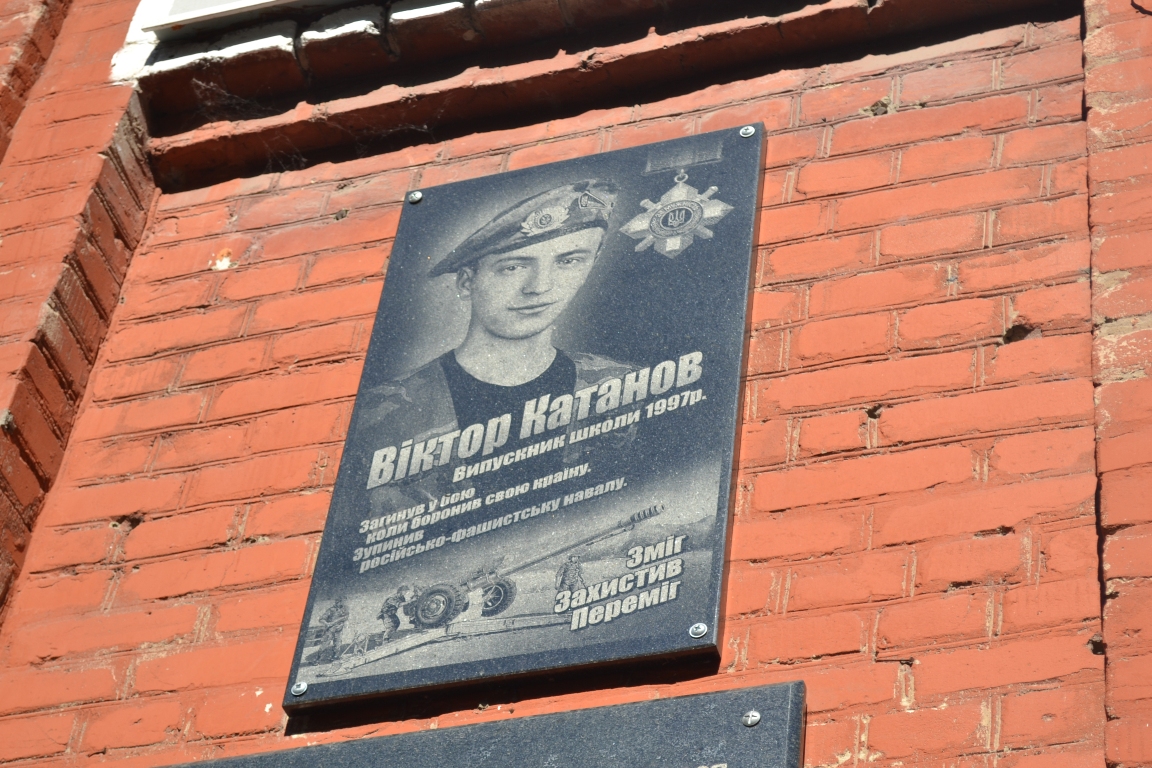 Віктор Катанов
Випускник школи 1997р.
Загинув у бою
коли боронив свою країну.
Зупинив
російсько-фашистську навалу.
Зміг
Захистив
Переміг